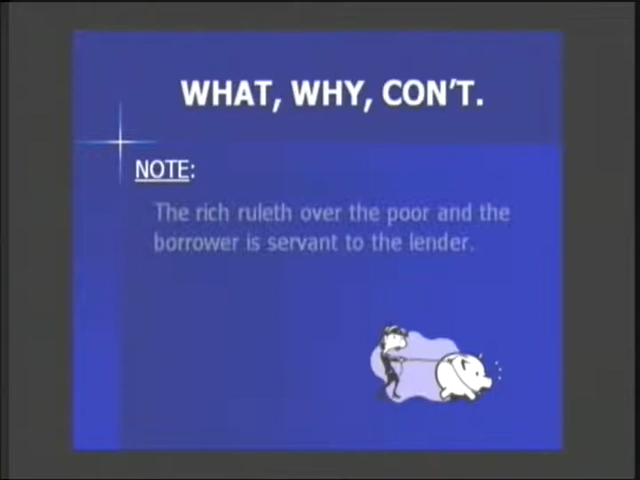 WHAT, WHY, CON'T.
NOTE:
The rich ruleth over the poor and the
borrower is servant to the lender.